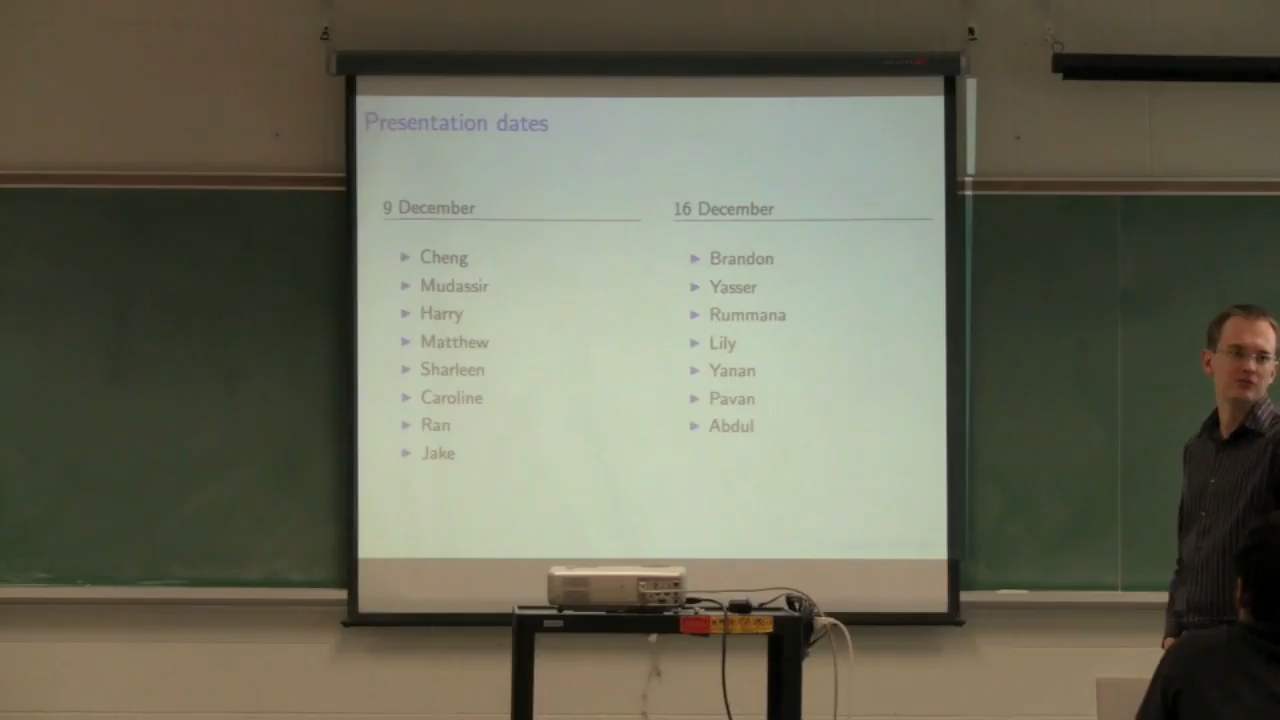 Presentation dates
9 December
Cheng
Mudassir
Harry
Matthew
Sharleen
Caroline
Ran
Jake
16 December
Brandon
Yasser
Rummana
Lily
Yanan
Pavan
Abdul